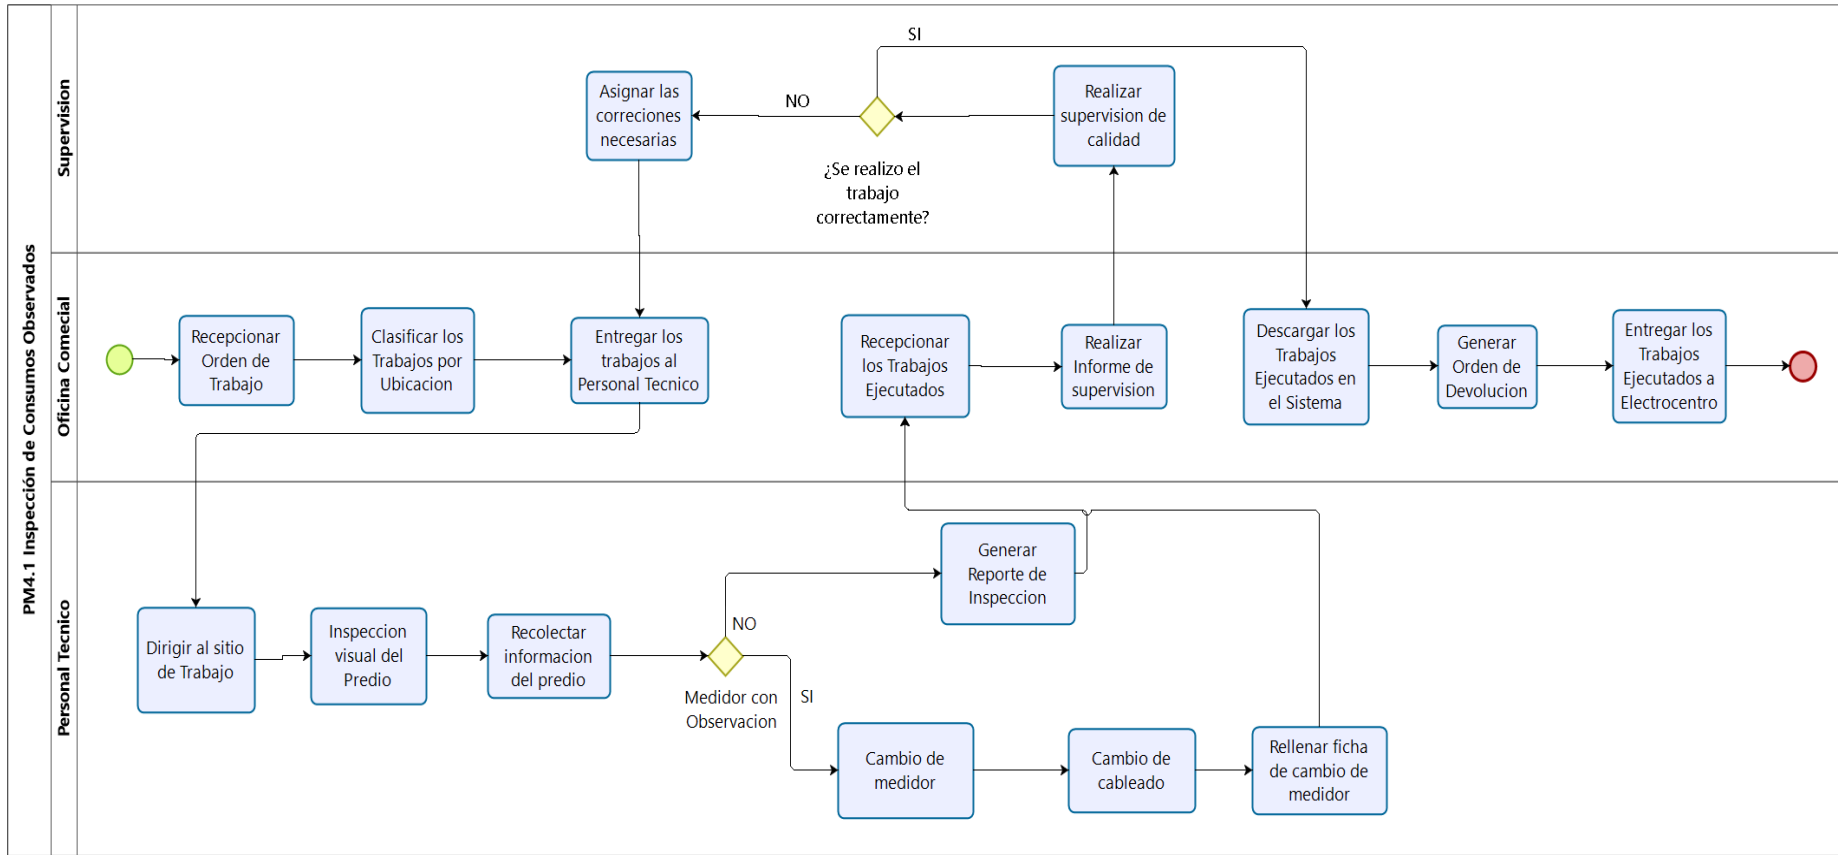 PM4.1 Inspección de Consumos Observados
Supervision
SI
Asignar las
correciones
necesarias
NO
¿Se realizo el
trabajo
correctamente?
Realizar
supervision de
calidad
Oficina Comecial
Recepcionar
Orden de
Trabajo
Clasificar los
Trabajos por
Ubicacion
Entregar los
trabajos al
Personal Tecnico
Recepcionar
los Trabajos
Ejecutados
Realizar
Informe de
supervision
Descargar los
Trabajos
Ejecutados en
el Sistema
Generar
Orden de
Devolucion
Entregar los
Trabajos
Ejecutados a
Electrocentro
Personal Tecnico
Dirigir al sitio
de Trabajo
Inspeccion
visual del
Predio
Recolectar
informacion
del predio
NO
Medidor con
Observacion
SI
Generar
Reporte de
Inspeccion
Cambio de
medidor
Cambio de
cableado
Rellenar ficha
de cambio de
medidor